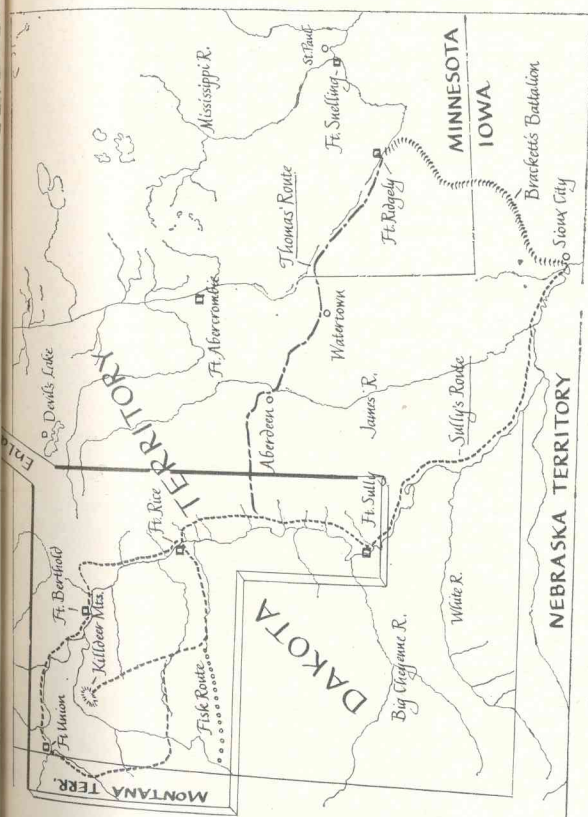 Enla
Devil's Lake
Mississippi R.
St. Paul
Ft. Snelling
MINNESOTA
IOWA
Brackett's Battalion
Ft. Ridgely
Sioux City
Thomas' Route
Ft. Abercrombie
Watertown
TERRITORY
Aberdeen
James R.
Sully's Route
Ft. Rice
Ft. Sully
Ft. Berthold
Killdeer Mts.
DAKOTA
Big Cheyenne R.
White R.
NEBRASKA TERRITORY
Ft Union
Fisk Route
MONTANA TERR.